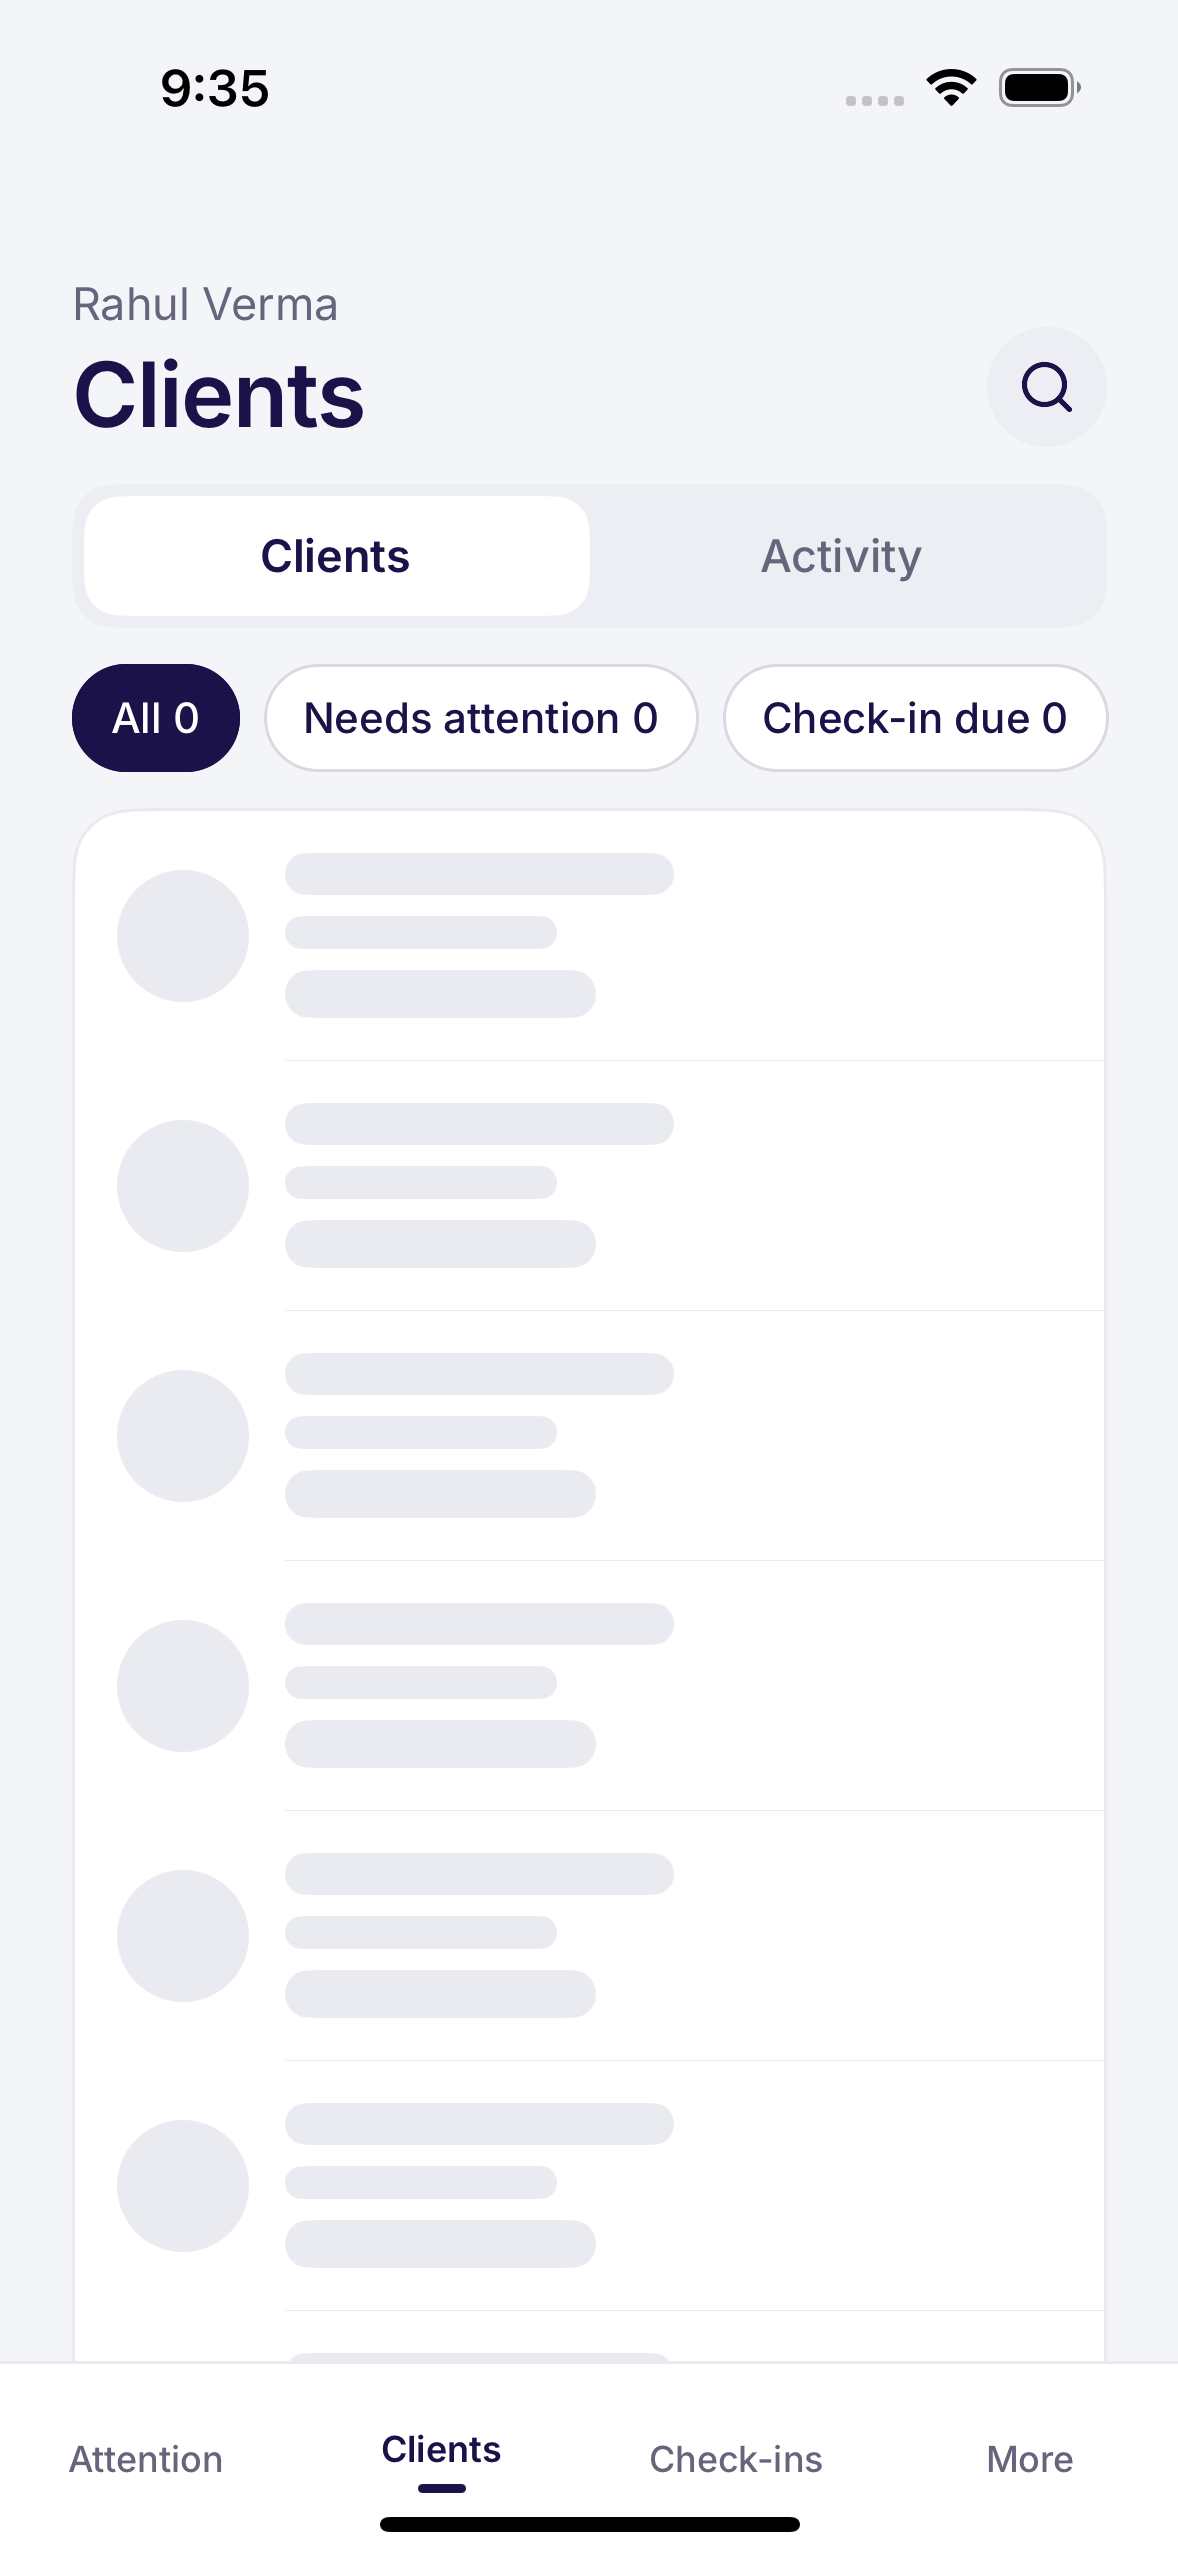 9:35
Rahul Verma
Clients
Clients Activity
All 0 Needs attention 0 Check-in due 0
Attention Clients Check-ins More